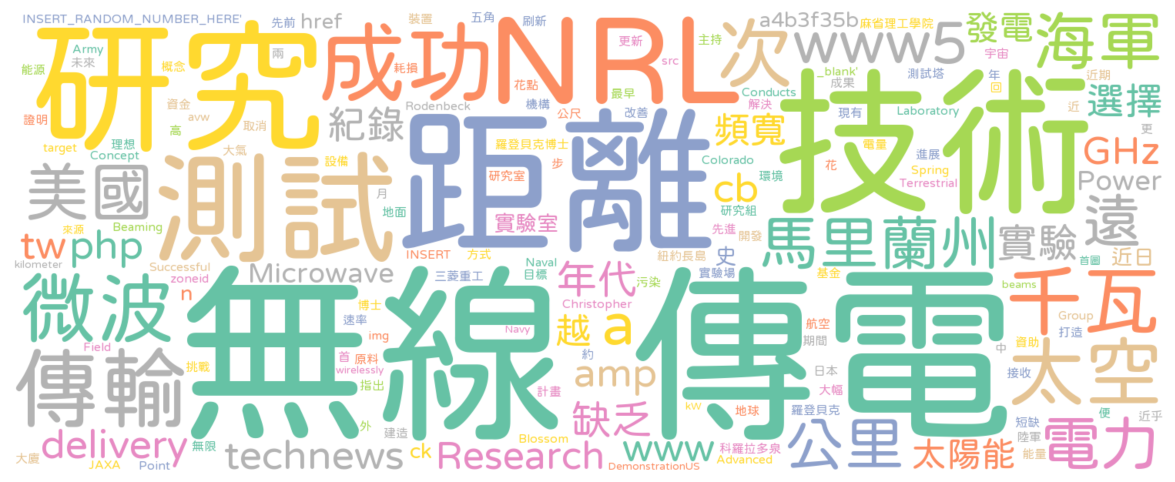 INSERT_RANDOM_NUMBER_HERE'
先前
href
裝置
五角
刷新
a4b3f35b
麻省理工學院
發電
海軍
研究
成功
NRL
次
www5
Army
未來
雨
更新
主持
宇宙
能源
概念
耗損
花點
src
_blank'
測試塔
年
近期
成果
回
證明
資金
avw
紀錄
Rodenbeck
機構
公尺
最早
Conducts
解決
現有
Laboratory
近
選擇
target
高
取消
改善
頻寬
技術
更
理想
Concept
大氣
設備
距離
羅登貝克博士
步
Colorado
電量
進展
花
GHz
美國
測試
研究室
cb
環境
Spring
Terrestrial
Power
月
地面
實驗室
研究組
先進
馬里蘭州
實驗
遠
來源
Beaming
開發
史
tw
php
Successful
方式
INSERT
紐約長島
Naval
目標
實驗場
基金
首圖
近日
kilometer
zoneid
Microwave
三菱重工
年代
污染
beams
微波
n
博士
無線傳電
Christopher
航空
Group
千瓦
速率
img
Navy
越
a
期間
打造
傳輸
Field
挑戰
首
原料
wirelessly
指出
約
amp
日本
中
資助
接收
太空
計畫
大幅
外
建造
kW
地球
羅登貝克
短缺
便
近乎
delivery
無限
缺乏
Blossom
公里
陸軍
電力
大廈
JAXA
Point
technews
ck
Research
www
科羅拉多泉
DemonstrationUS
Advanced
太陽能
能量